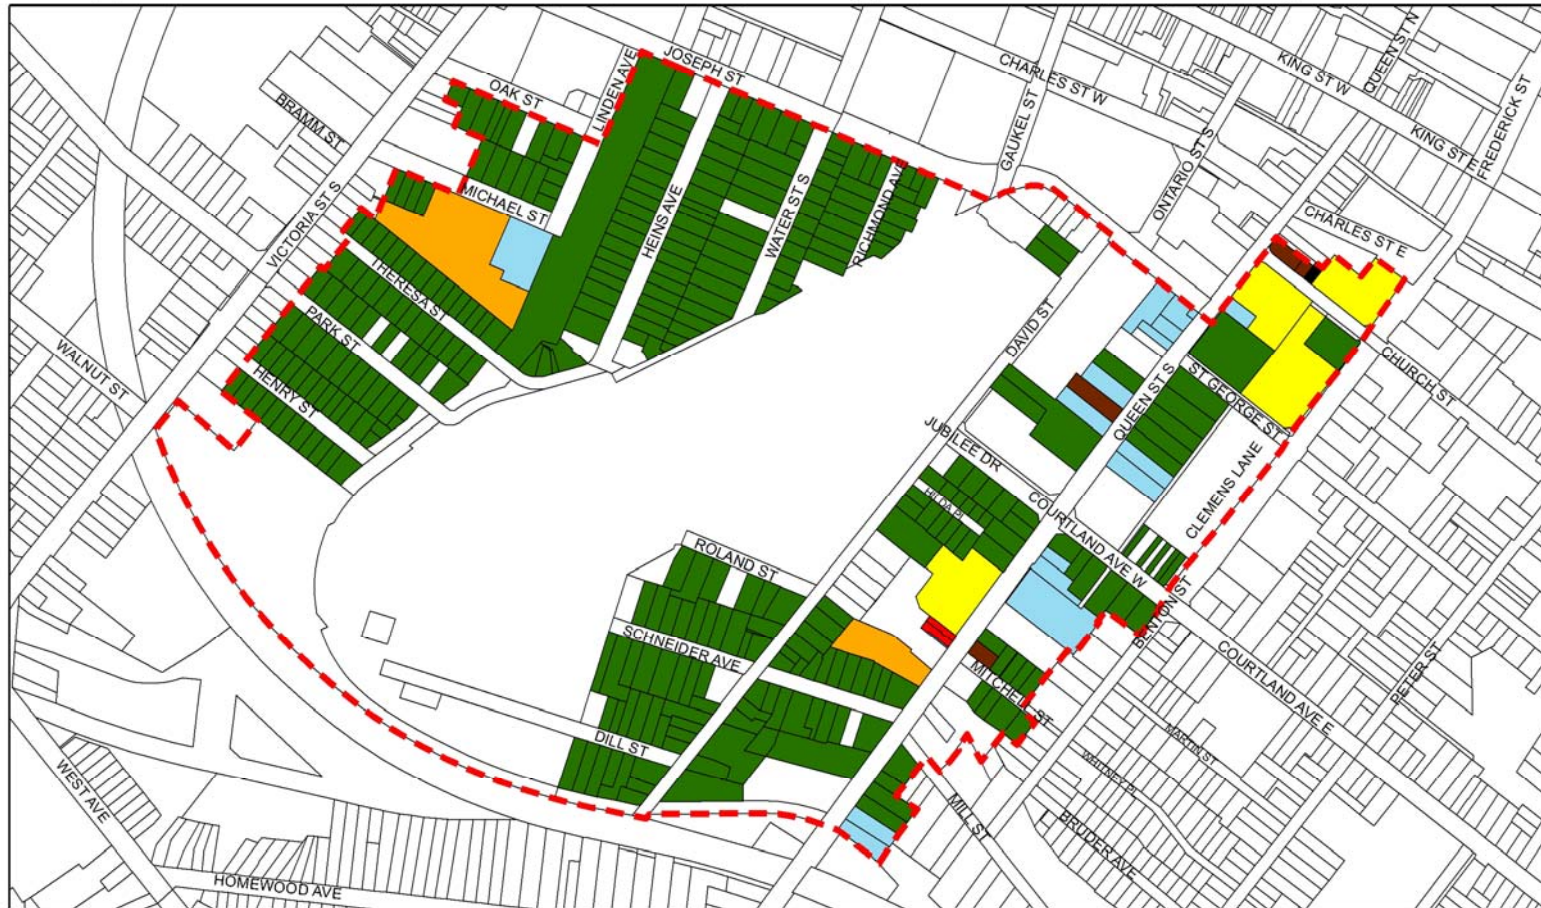 QUEEN ST N
JOSEPH ST
CHARLES ST W
KING ST W
FREDERICK ST
OAK ST
LINDEN AVE
GAUKEL ST
KING ST E
BRAMM ST
ONTARIO ST S
MICHAEL ST
RICHMOND AVE
VICTORIA ST S
HEINS AVE
WATER ST S
CHARLES ST E
THERESA ST
PARK ST
DAVID ST
WALNUT ST
HENRY ST
CHURCH ST
QUEEN ST S
ST GEORGE ST
JUBILEE DR
CLEMENS LANE
HILDA PL
COURTLAND AVE W
ROLAND ST
BENTON ST
SCHNEIDER AVE
MITCHELL ST
PETER ST
COURTLAND AVE E
DILL ST
MARTIN ST
WHITNEY PL
WEST AVE
MILL ST
BRUDER AVE
HOMEWOOD AVE